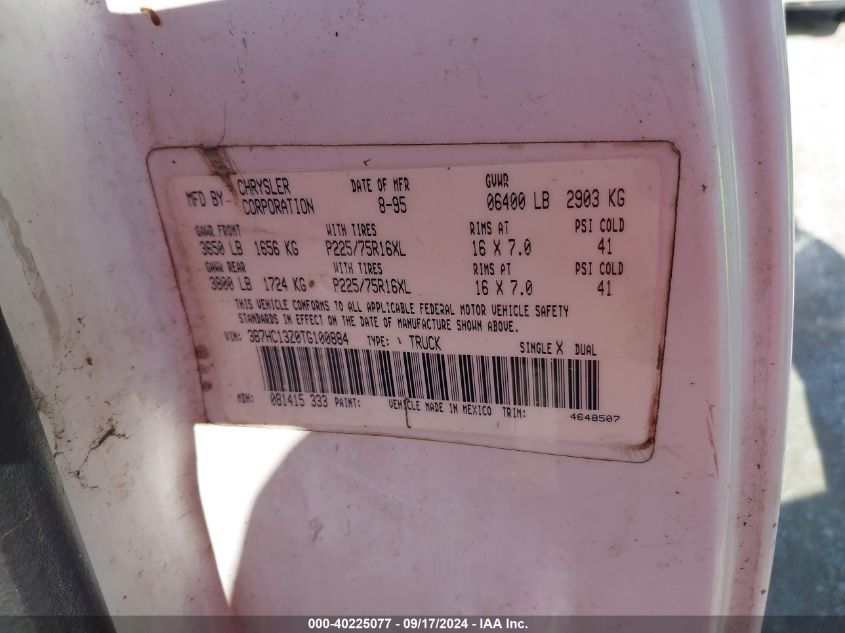 MFD BY- CHRYSLER CORPORATION DATE OF MFR 8-95 GVWR 06400 LB 2903 KG
GAWR FRONT WITH TIRES RIMS AT PSI COLD
3650 LB 1656 KG P225/75R16XL 16 X 7.0 41
GAWR REAR WITH TIRES RIMS AT PSI COLD
3800 LB 1724 KG P225/75R16XL 16 X 7.0 41
THIS VEHICLE CONFORMS TO ALL APPLICABLE FEDERAL MOTOR VEHICLE SAFETY
STANDARDS IN EFFECT ON THE DATE OF MANUFACTURE SHOWN ABOVE.
VIN: 3B7HC13Z0TG100884 TYPE: TRUCK SINGLE X DUAL
MDH: 081415 333 PAINT: VEHICLE MADE IN MEXICO TRIM: 4648507
000-40225077 - 09/17/2024 - IAA Inc.